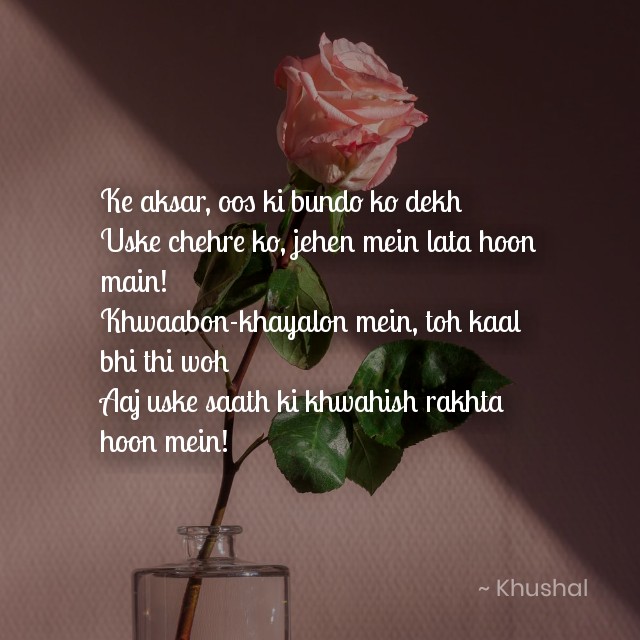 Ke aksar, oos ki bundo ko dekh
Uske chehre ko, jehen mein lata hoon
main!
Khwaabon-khayalon mein, toh kaal
bhi thi woh
Aaj uske saath ki khwahish rakhta
hoon mein!
~ Khushal